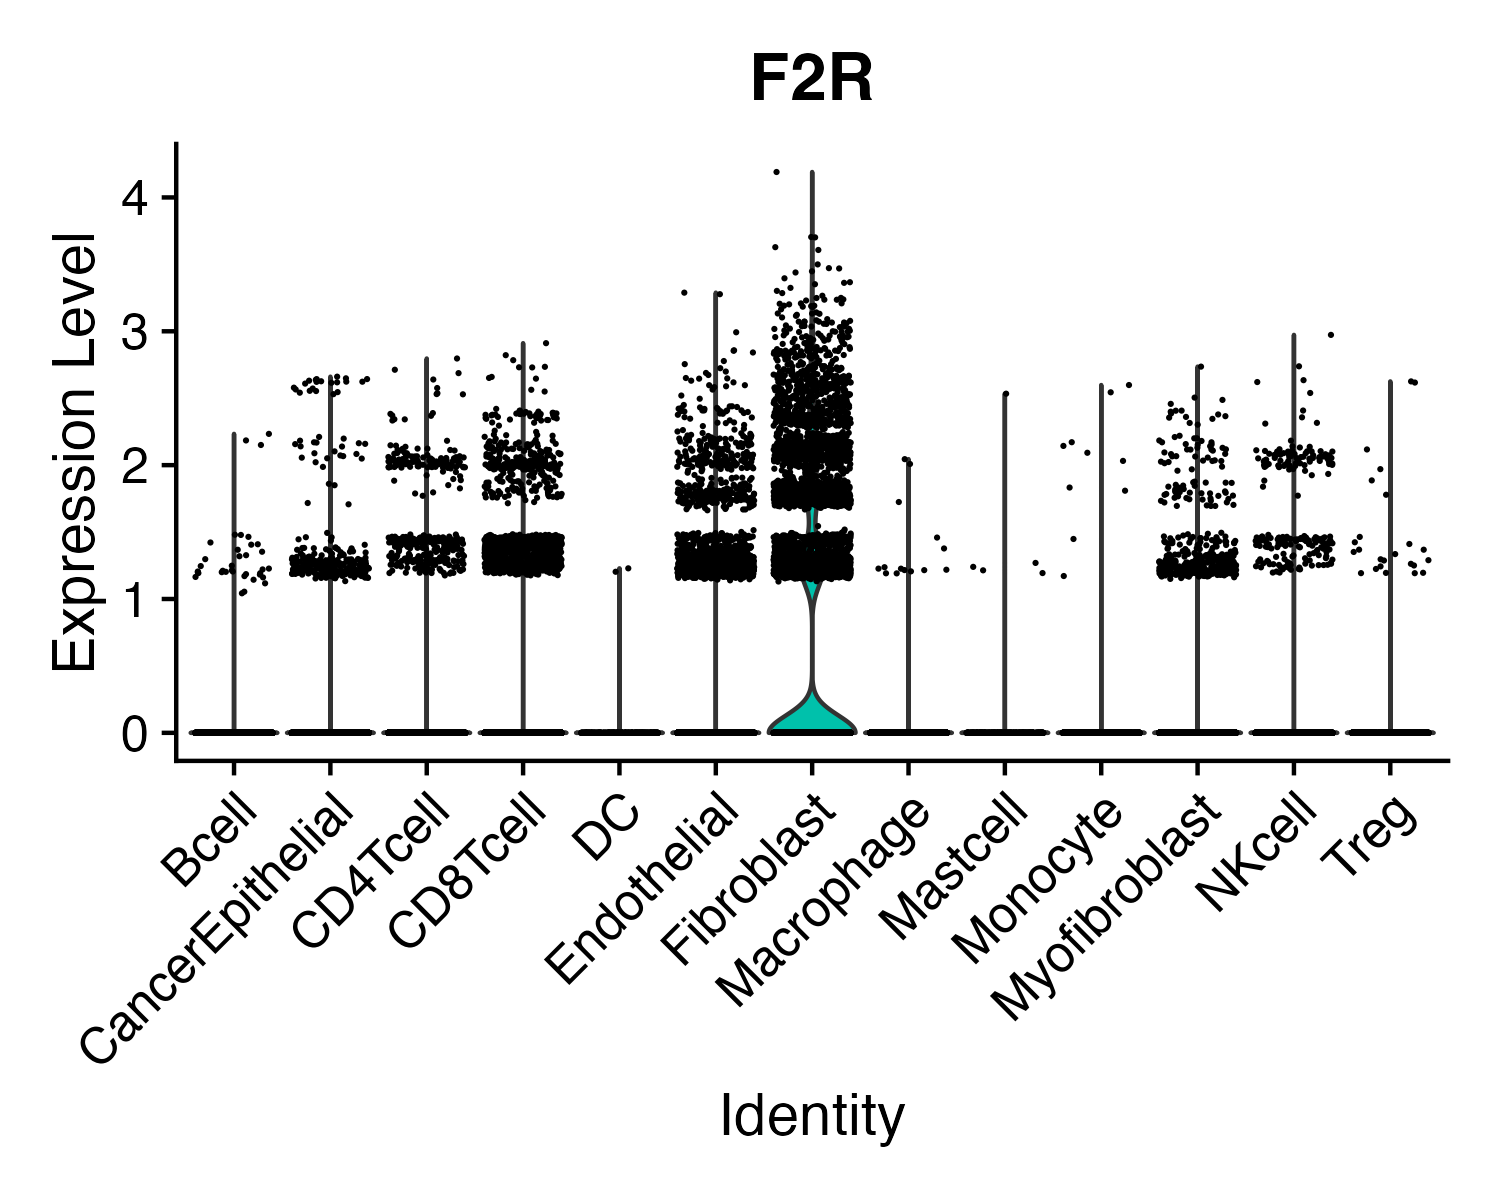 F2R
Expression Level
4
3
2
1
0
Bcell
CancerEpithelial
CD4Tcell
CD8Tcell
DC
Endothelial
Fibroblast
Macrophage
Mastcell
Monocyte
Myofibroblast
NKcell
Treg
Identity